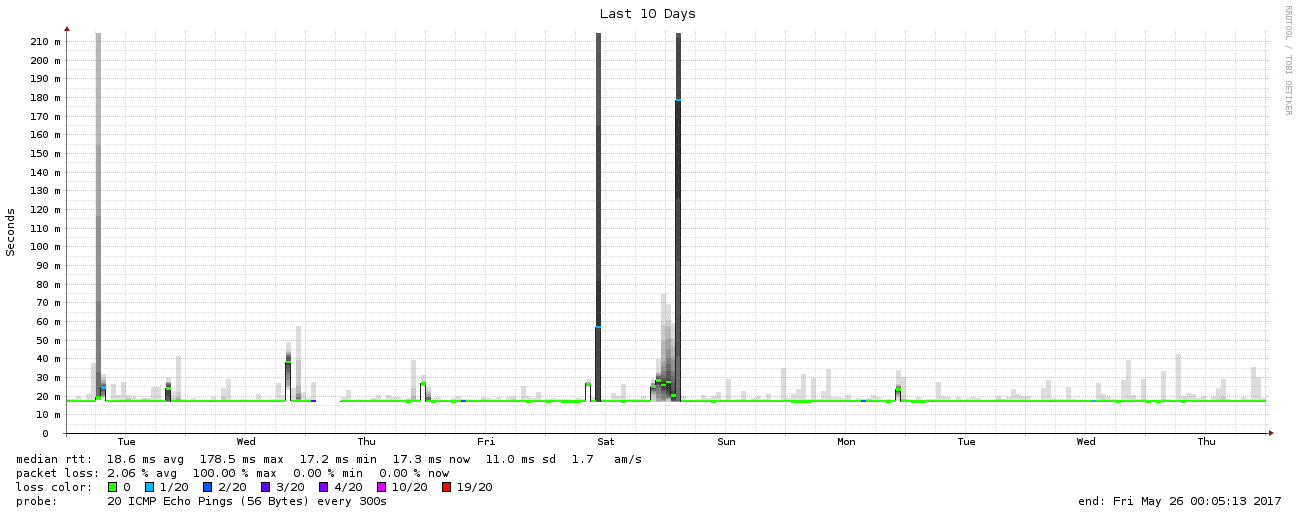 Last 10 Days
RRDTOOL / TOBI OETIKER
210 m
200 m
190 m
180 m
170 m
160 m
150 m
140 m
130 m
120 m
110 m
100 m
90 m
80 m
70 m
60 m
50 m
40 m
30 m
20 m
10 m
0
Seconds
Tue Wed Thu Fri Sat Sun Mon Tue Wed Thu
median rtt: 18.6 ms avg 178.5 ms max 17.2 ms min 17.3 ms now 11.0 ms sd 1.7 am/s
packet loss: 2.06 % avg 100.00 % max 0.00 % min 0.00 % now
loss color: 0 1/20 2/20 3/20 4/20 10/20 19/20
probe: 20 ICMP Echo Pings (56 Bytes) every 300s end: Fri May 26 00:05:13 2017